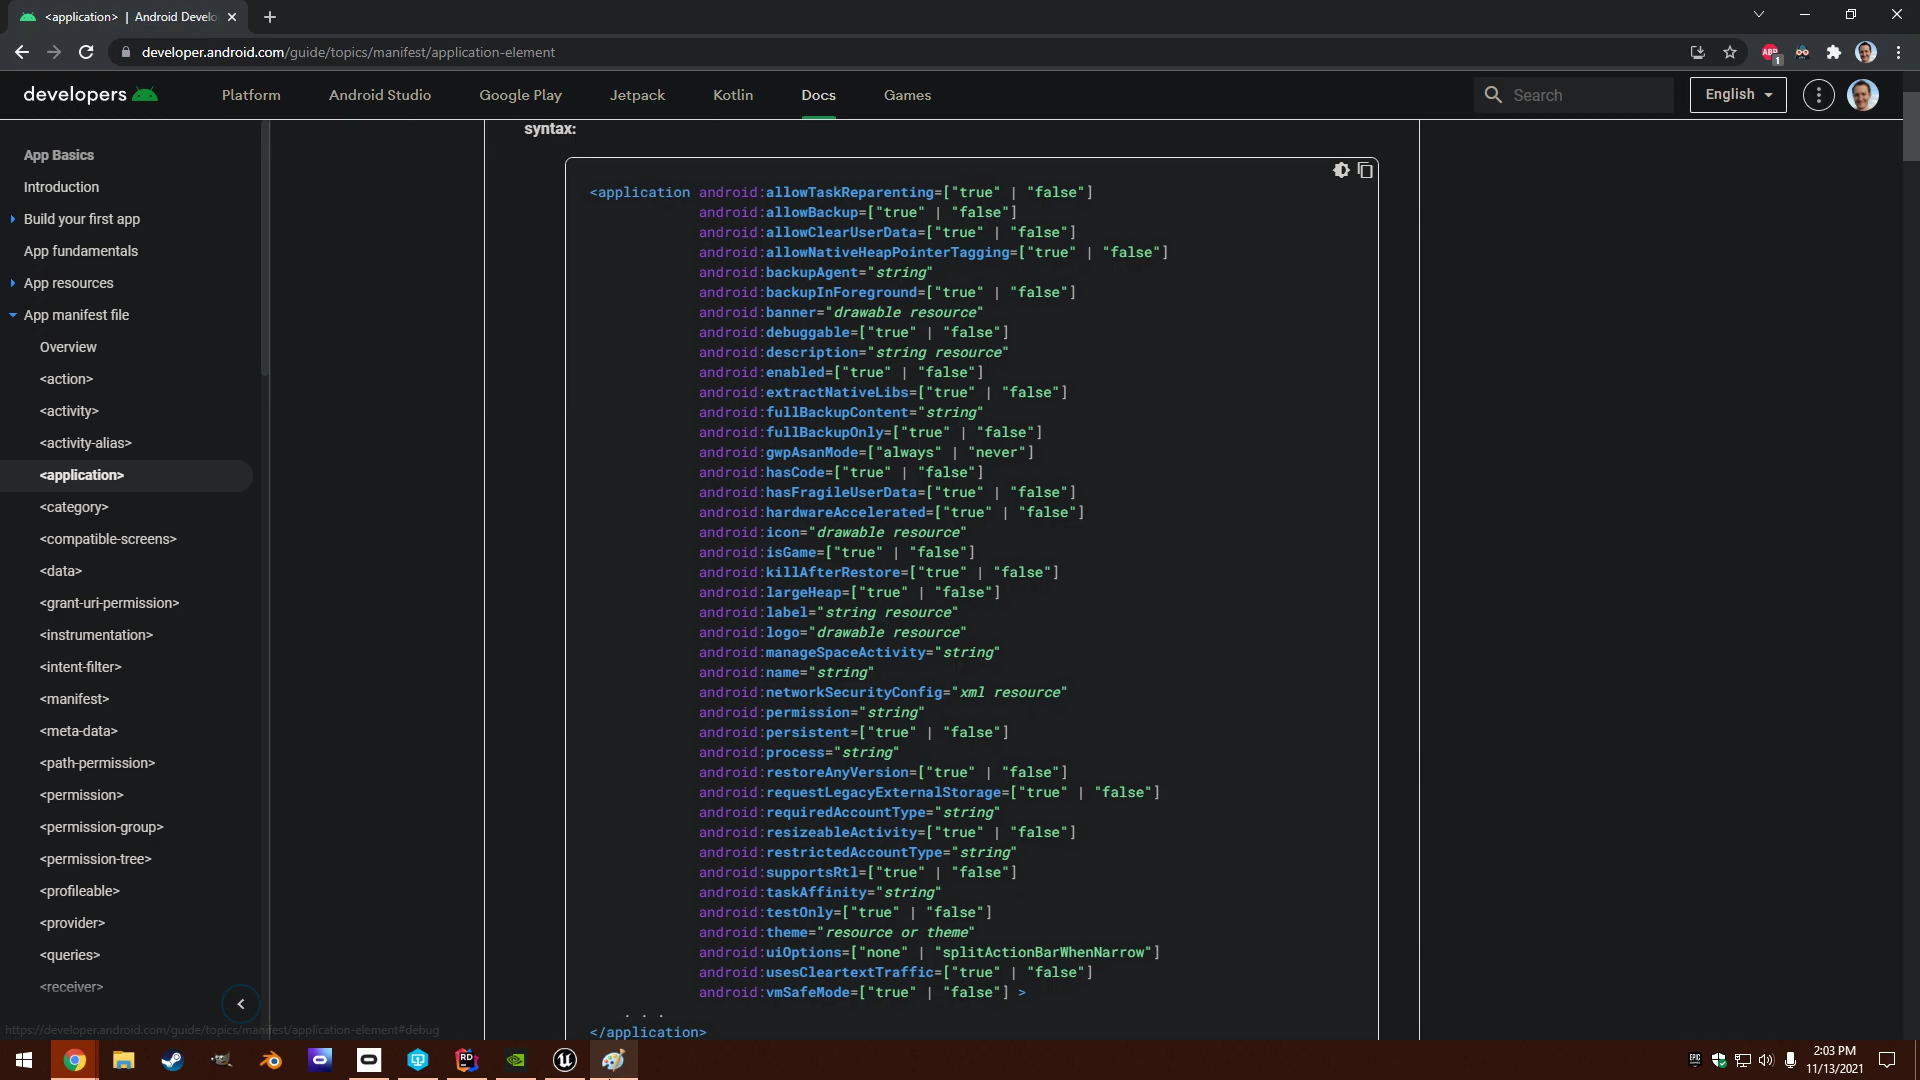 <application> | Android Develo
developer.android.com/guide/topics/manifest/application-element
ABP
1
developers
Platform
Android Studio
Google Play
Jetpack
Kotlin
Docs
Games
Search
English
App Basics
Introduction
Build your first app
App fundamentals
App resources
App manifest file
Overview
<action>
<activity>
<activity-alias>
<application>
<category>
<compatible-screens>
<data>
<grant-uri-permission>
<instrumentation>
<intent-filter>
<manifest>
<meta-data>
<path-permission>
<permission>
<permission-group>
<permission-tree>
<profileable>
<provider>
<queries>
<receiver>
syntax:
<application android:allowTaskReparenting=["true" | "false"]
android:allowBackup=["true" | "false"]
android:allowClearUserData=["true" | "false"]
android:allowNativeHeapPointerTagging=["true" | "false"]
android:backupAgent="string"
android:backupInForeground=["true" | "false"]
android:banner="drawable resource"
android:debuggable=["true" | "false"]
android:description="string resource"
android:enabled=["true" | "false"]
android:extractNativeLibs=["true" | "false"]
android:fullBackupContent="string"
android:fullBackupOnly=["true" | "false"]
android:gwpAsanMode=["always" | "never"]
android:hasCode=["true" | "false"]
android:hasFragileUserData=["true" | "false"]
android:hardwareAccelerated=["true" | "false"]
android:icon="drawable resource"
android:isGame=["true" | "false"]
android:killAfterRestore=["true" | "false"]
android:largeHeap=["true" | "false"]
android:label="string resource"
android:logo="drawable resource"
android:manageSpaceActivity="string"
android:name="string"
android:networkSecurityConfig="xml resource"
android:permission="string"
android:persistent=["true" | "false"]
android:process="string"
android:restoreAnyVersion=["true" | "false"]
android:requestLegacyExternalStorage=["true" | "false"]
android:requiredAccountType="string"
android:resizeableActivity=["true" | "false"]
android:restrictedAccountType="string"
android:supportsRtl=["true" | "false"]
android:taskAffinity="string"
android:testOnly=["true" | "false"]
android:theme="resource or theme"
android:uiOptions=["none" | "splitActionBarWhenNarrow"]
android:usesCleartextTraffic=["true" | "false"]
android:vmSafeMode=["true" | "false"] >
. . .
</application>
https://developer.android.com/guide/topics/manifest/application-element#debug
RD
EPIC
2:03 PM
11/13/2021